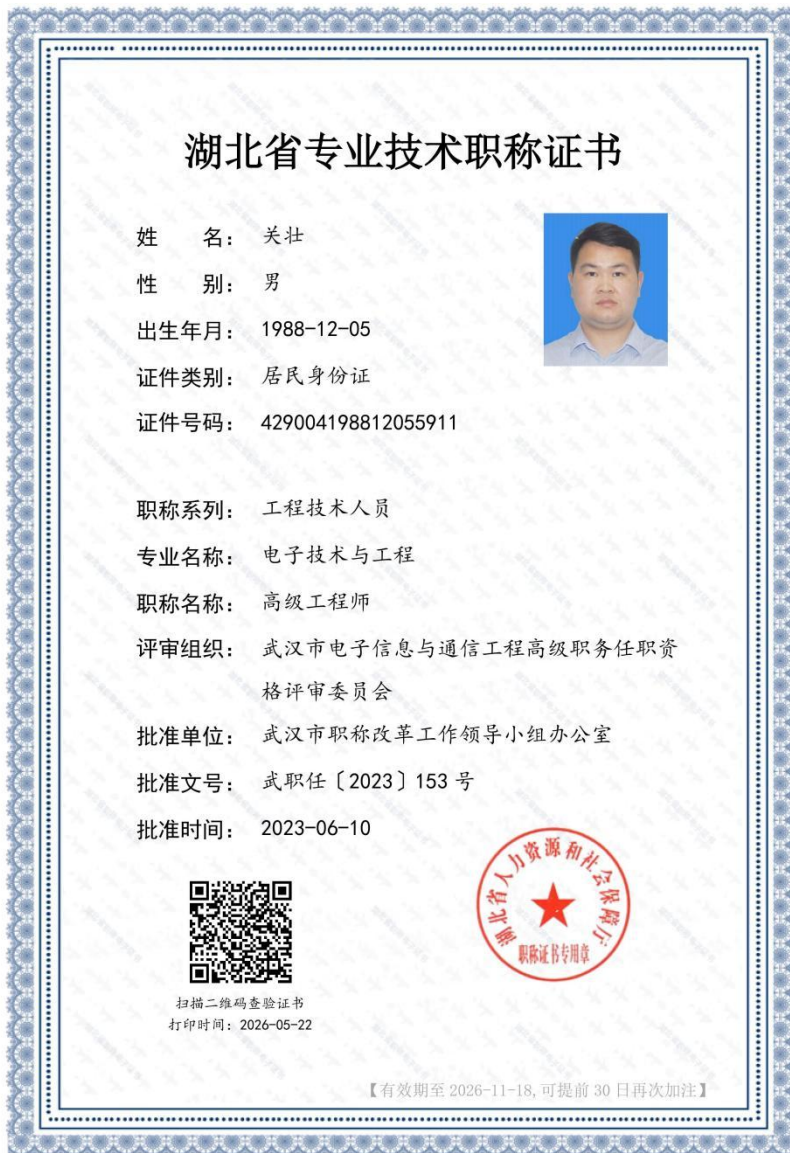 湖北省专业技术职称证书
姓 名： 关壮
性 别： 男
出生年月： 1988-12-05
证件类别： 居民身份证
证件号码： 429004198812055911
职称系列： 工程技术人员
专业名称： 电子技术与工程
职称名称： 高级工程师
评审组织： 武汉市电子信息与通信工程高级职务任职资
格评审委员会
批准单位： 武汉市职称改革工作领导小组办公室
批准文号： 武职任〔2023〕153 号
批准时间： 2023-06-10
湖北省人力资源和社会保障厅
职称证书专用章
扫描二维码查验证书
打印时间：2026-05-22
【有效期至 2026-11-18,可提前 30 日再次加注】